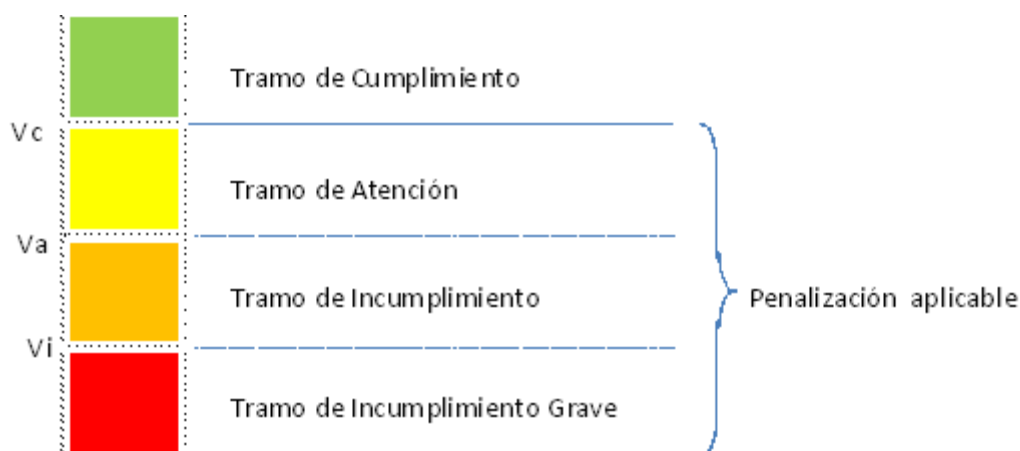 Tramo de Cumplimiento
Vc
Tramo de Atención
Va
Tramo de Incumplimiento
Penalización aplicable
Vi
Tramo de Incumplimiento Grave